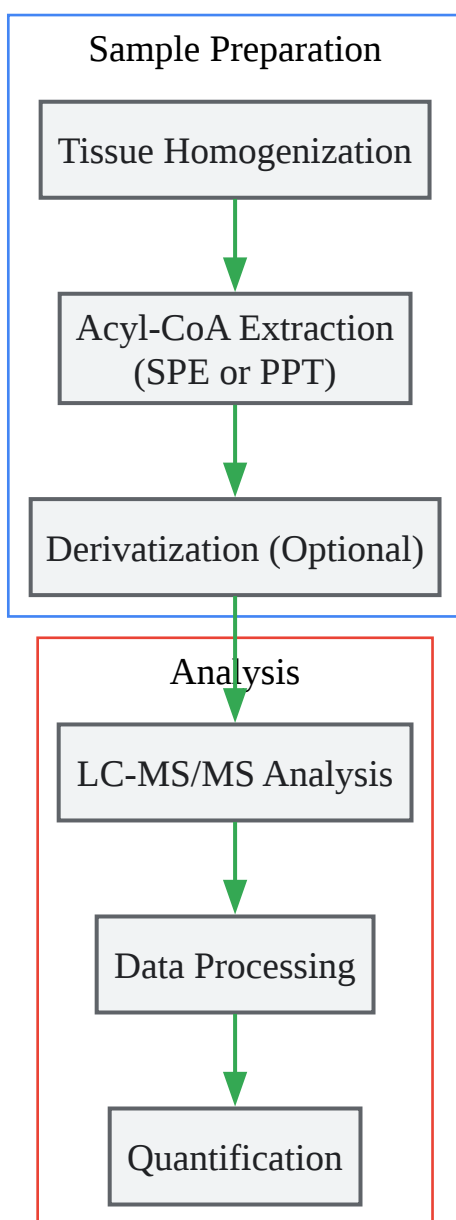 Sample Preparation
Tissue Homogenization
Acyl-CoA Extraction
(SPE or PPT)
Derivatization (Optional)
Analysis
LC-MS/MS Analysis
Data Processing
Quantification